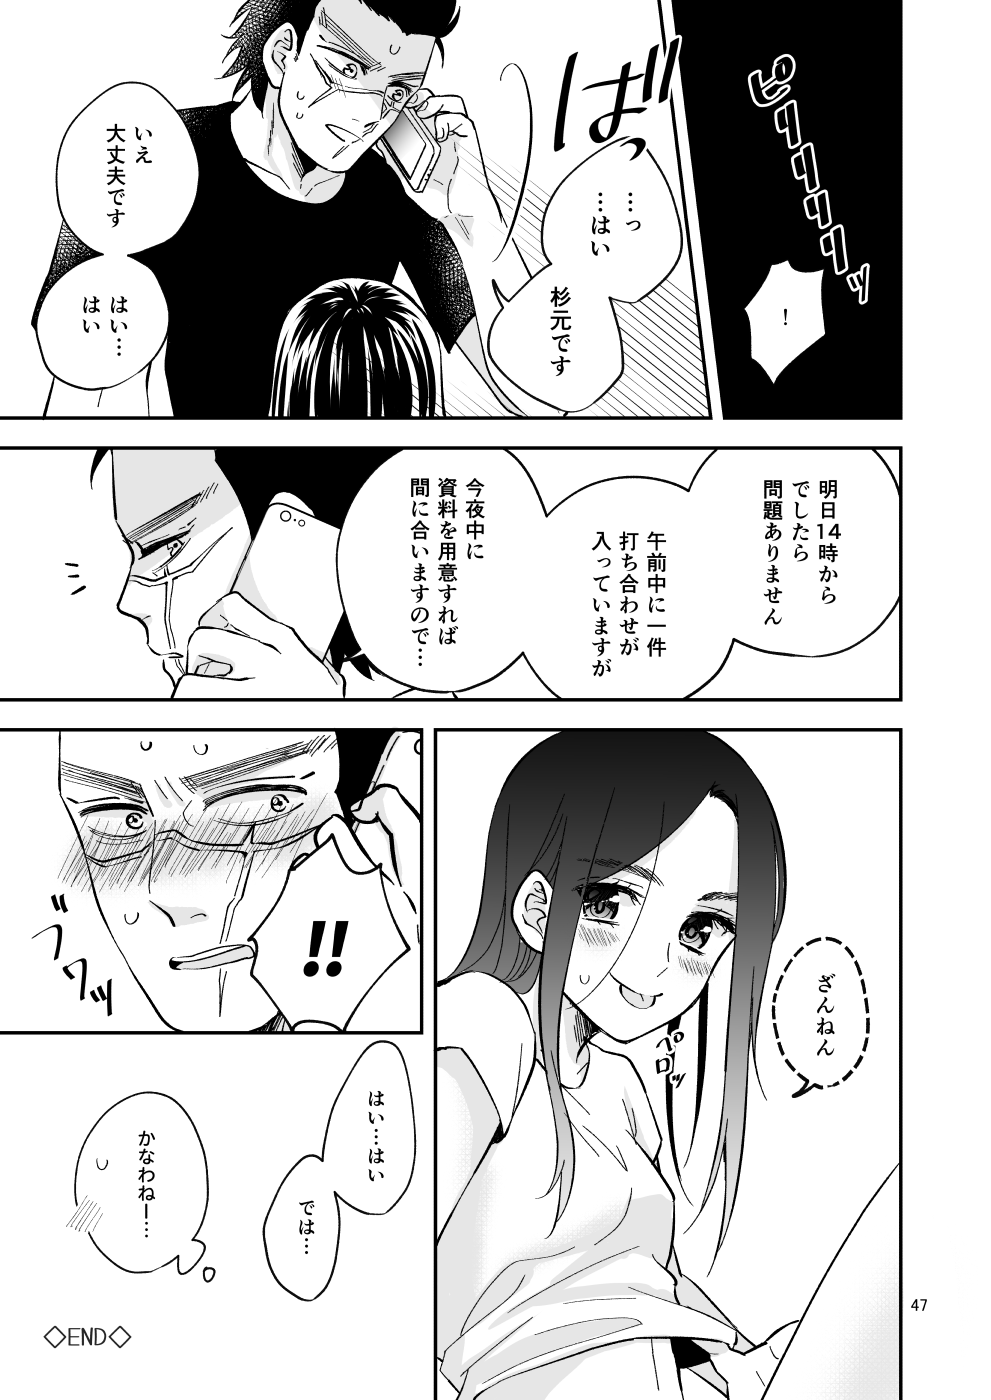 ピリリリリリッ
！
ばっ
…っ
…はい
杉元です
いえ
大丈夫です
はい…
はい
明日14時から
でしたら
問題ありません
午前中に一件
打ち合わせが
入っていますが
今夜中に
資料を用意すれば
間に合いますので…
ざんねん
ペロッ
!!
ブワワッ
はい…はい
では…
かなわねー…
◇END◇
47